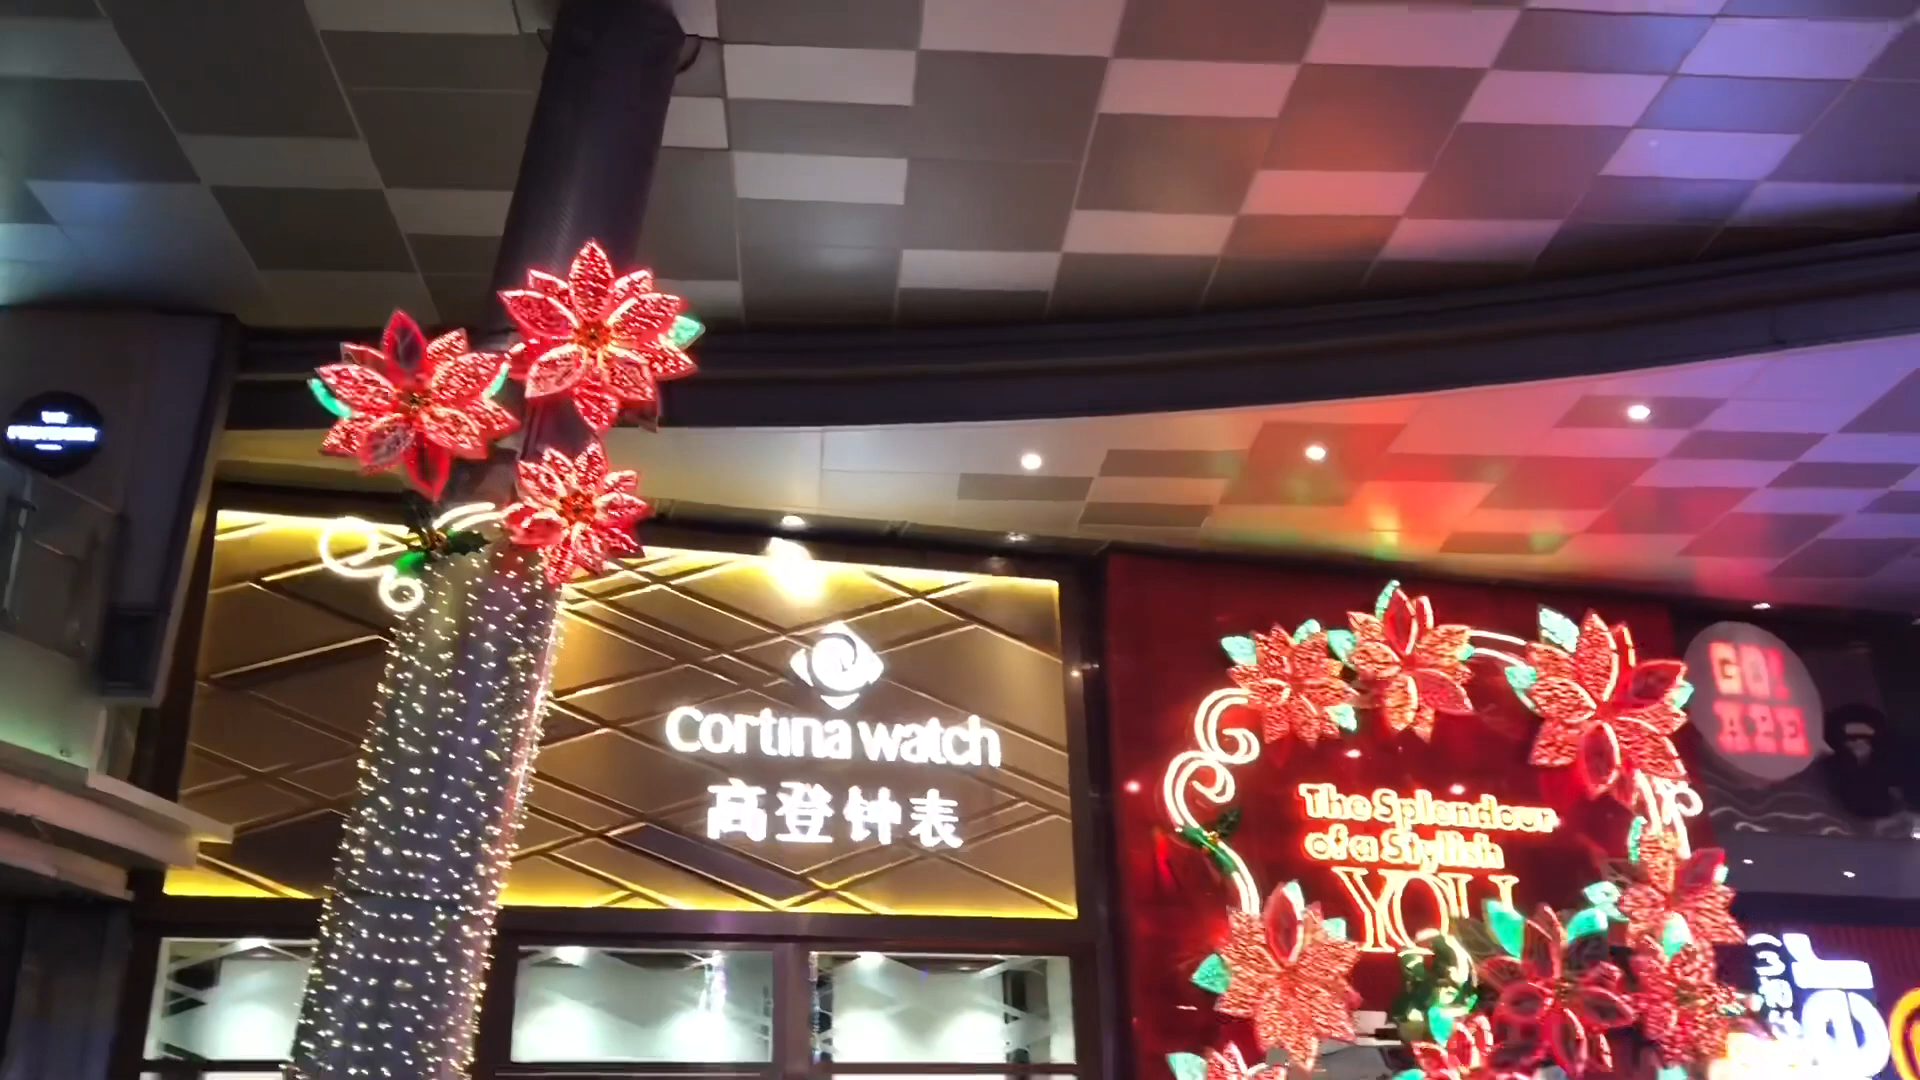 cortina watch
高登钟表
The Splendour
of a Stylish
YOU
GO!
APE